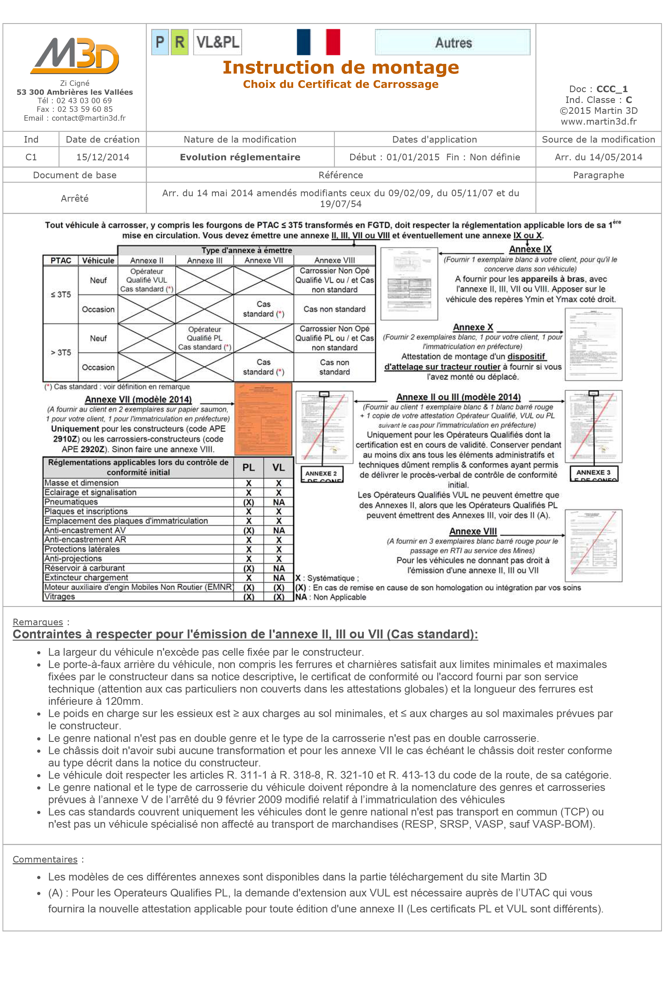 M3D
Zi Cigné
53 300 Ambrières les Vallées
Tél : 02 43 03 00 69
Fax : 02 53 59 60 85
Email : contact@martin3d.fr
P R VL&PL
Autres
Instruction de montage
Choix du Certificat de Carrossage
Doc : CCC_1
Ind. Classe : C
©2015 Martin 3D
www.martin3d.fr
Ind Date de création Nature de la modification Dates d'application Source de la modification
C1 15/12/2014 Evolution réglementaire Début : 01/01/2015 Fin : Non définie Arr. du 14/05/2014
Document de base Référence Paragraphe
Arrêté
Arr. du 14 mai 2014 amendés modifiants ceux du 09/02/09, du 05/11/07 et du
19/07/54
Tout véhicule à carrosser, y compris les fourgons de PTAC ≤ 3T5 transformés en FGTD, doit respecter la réglementation applicable lors de sa 1ère
mise en circulation. Vous devez émettre une annexe II, III, VII ou VIII et éventuellement une annexe IX ou X.
Type d'annexe à émettre
PTAC Véhicule Annexe II Annexe III Annexe VII Annexe VIII
≤ 3T5
Neuf
Opérateur
Qualifié VUL
Cas standard (*)
Carrossier Non Opé
Qualifié VL ou / et Cas
non standard
Occasion
Cas
standard (*)
Cas non standard
> 3T5
Neuf
Opérateur
Qualifié PL
Cas standard (*)
Carrossier Non Opé
Qualifié PL ou / et Cas
non standard
Occasion
Cas
standard (*)
Cas non
standard
(*) Cas standard : voir définition en remarque
Annexe IX
(Fournir 1 exemplaire blanc à votre client, pour qu'il le
concerve dans son véhicule)
A fournir pour les appareils à bras, avec
l'annexe II, III, VII ou VIII. Apposer sur le
véhicule des repères Ymin et Ymax coté droit.
Annexe X
(Fournir 2 exemplaires blanc, 1 pour votre client, 1 pour
l'immatriculation en préfecture)
Attestation de montage d'un dispositif
d'attelage sur tracteur routier à fournir si vous
l'avez monté ou déplacé.
Annexe VII (modèle 2014)
(A fournir au client en 2 exemplaires sur papier saumon,
1 pour votre client, 1 pour l'immatriculation en préfecture)
Uniquement pour les constructeurs (code APE
2910Z) ou les carrossiers-constructeurs (code
APE 2920Z). Sinon faire une annexe VIII.
Annexe II ou III (modèle 2014)
(Fournir au client 1 exemplaire blanc & 1 blanc barré rouge
+ 1 copie de votre attestation Opérateur Qualifié, VUL ou PL
suivant le cas pour l'immatriculation en préfecture)
Uniquement pour les Opérateurs Qualifiés dont la
certification est en cours de validité. Conserver pendant
au moins dix ans tous les éléments administratifs et
techniques dûment remplis & conformes ayant permis
de délivrer le procès-verbal de contrôle de conformité
initial.
Les Opérateurs Qualifiés VUL ne peuvent émettre que
des Annexes II, alors que les Opérateurs Qualifiés PL
peuvent émettrent des Annexes III, voir des II (A).
ANNEXE 2
ANNEXE 3
Annexe VIII
(A fournir en 3 exemplaires blanc barré rouge pour le
passage en RTI au service des Mines)
Pour les véhicules ne donnant pas droit à
l'émission d'une annexe II, III ou VII
Réglementations applicables lors du contrôle de
conformité initial
PL VL
Masse et dimension X X
Eclairage et signalisation X X
Pneumatiques (X) NA
Plaques et inscriptions X X
Emplacement des plaques d'immatriculation X X
Anti-encastrement AV (X) NA
Anti-encastrement AR X X
Protections latérales X X
Anti-projections X X
Réservoir à carburant (X) NA
Extincteur chargement X NA
Moteur auxiliaire d'engin Mobiles Non Routier (EMNR) (X) (X)
Vitrages (X) (X)
X : Systématique ;
(X) : En cas de remise en cause de son homologation ou intégration par vos soins
NA : Non Applicable
Remarques :
Contraintes à respecter pour l'émission de l'annexe II, III ou VII (Cas standard):
• La largeur du véhicule n'excède pas celle fixée par le constructeur.
• Le porte-à-faux arrière du véhicule, non compris les ferrures et charnières satisfait aux limites minimales et maximales
fixées par le constructeur dans sa notice descriptive, le certificat de conformité ou l'accord fourni par son service
technique (attention aux cas particuliers non couverts dans les attestations globales) et la longueur des ferrures est
inférieure à 120mm.
• Le poids en charge sur les essieux est ≥ aux charges au sol minimales, et ≤ aux charges au sol maximales prévues par
le constructeur.
• Le genre national n'est pas en double genre et le type de la carrosserie n'est pas en double carrosserie.
• Le châssis doit n'avoir subi aucune transformation et pour les annexe VII le cas échéant le châssis doit rester conforme
au type décrit dans la notice du constructeur.
• Le véhicule doit respecter les articles R. 311-1 à R. 318-8, R. 321-10 et R. 413-13 du code de la route, de sa catégorie.
• Le genre national et le type de carrosserie du véhicule doivent répondre à la nomenclature des genres et carrosseries
prévues à l’annexe V de l’arrêté du 9 février 2009 modifié relatif à l’immatriculation des véhicules
• Les cas standards couvrent uniquement les véhicules dont le genre national n'est pas transport en commun (TCP) ou
n'est pas un véhicule spécialisé non affecté au transport de marchandises (RESP, SRSP, VASP, sauf VASP-BOM).
Commentaires :
• Les modèles de ces différentes annexes sont disponibles dans la partie téléchargement du site Martin 3D
• (A) : Pour les Operateurs Qualifies PL, la demande d'extension aux VUL est nécessaire auprès de l’UTAC qui vous
fournira la nouvelle attestation applicable pour toute édition d'une annexe II (Les certificats PL et VUL sont différents).